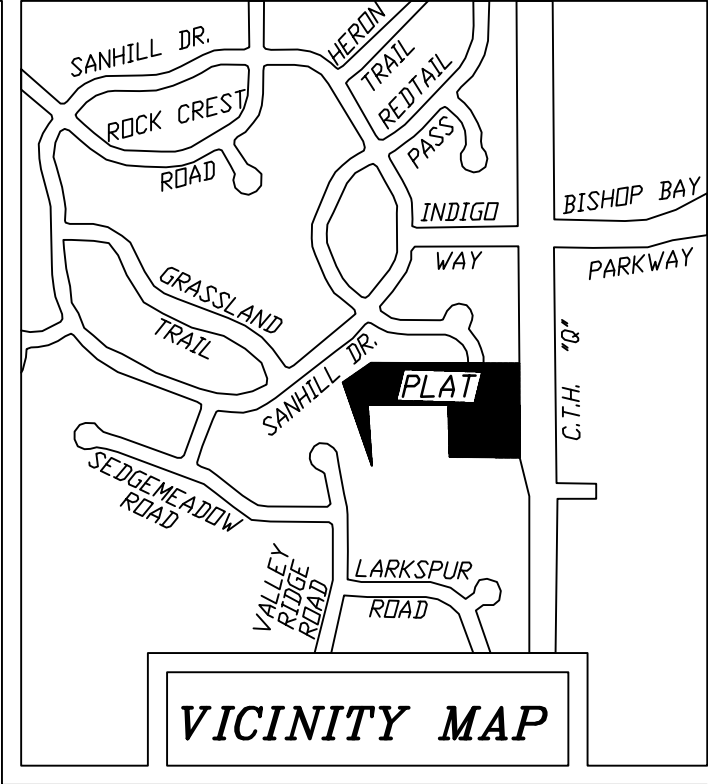 SANHILL DR.
HERON
TRAIL
REDTAIL
PASS
ROCK CREST
ROAD
INDIGO
WAY
BISHOP BAY
PARKWAY
GRASSLAND
TRAIL
SANHILL DR.
PLAT
C.T.H. "Q"
SEDGEMEADOW
ROAD
VALLEY
RIDGE
ROAD
LARKSPUR
ROAD
VICINITY MAP